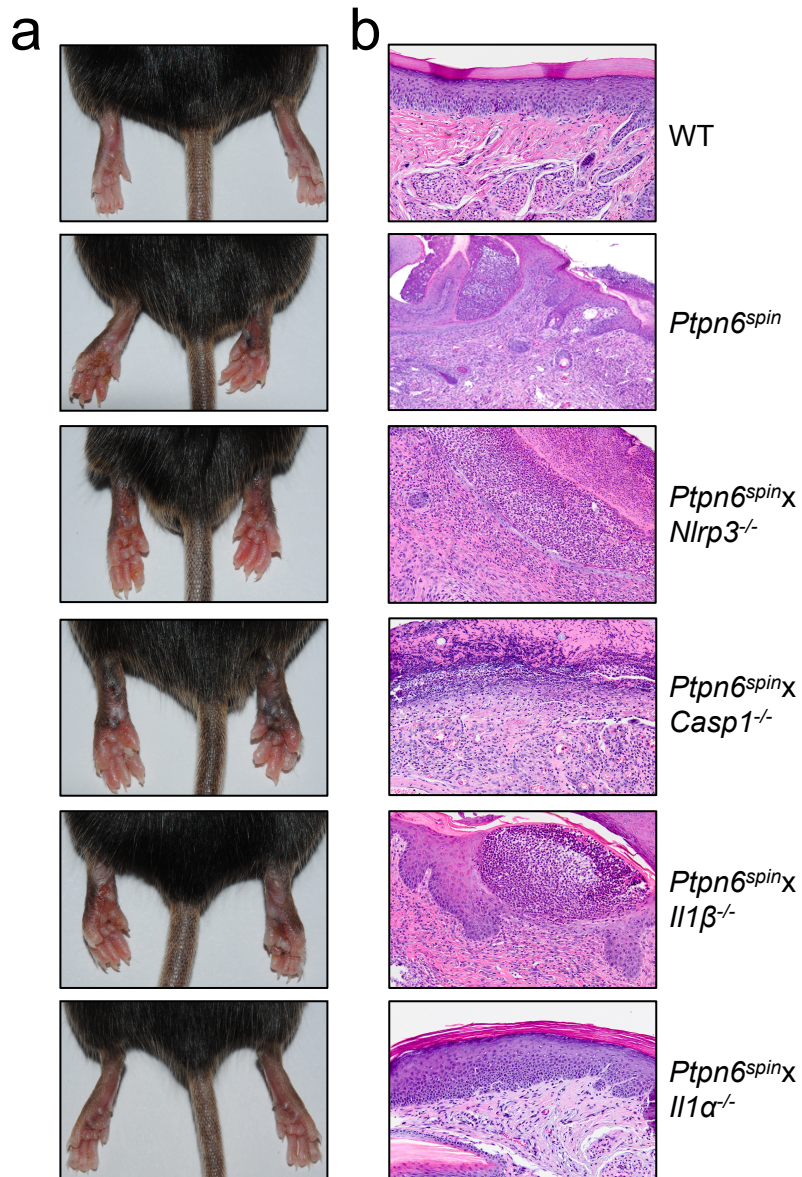 a
b
WT
Ptpn6spin
Ptpn6spinx
Nlrp3-/-
Ptpn6spinx
Casp1-/-
Ptpn6spinx
Il1β-/-
Ptpn6spinx
Il1α-/-